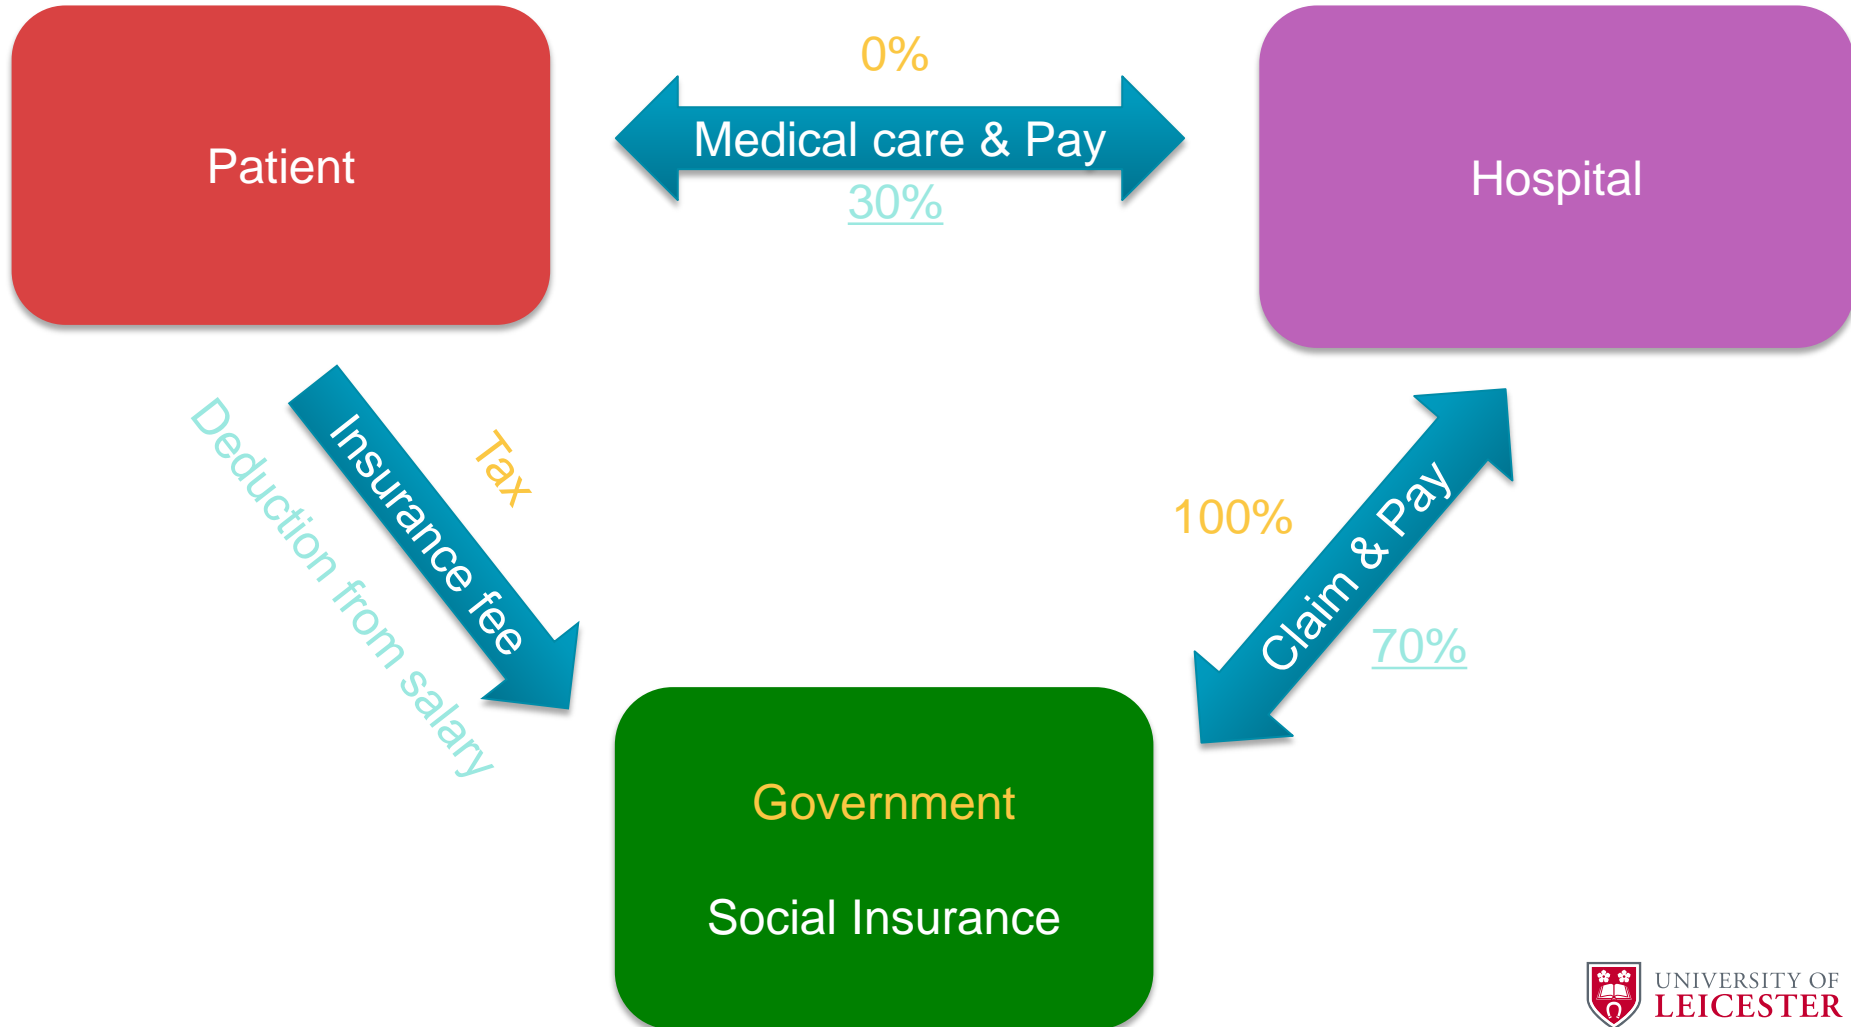 0%
Patient
Medical care & Pay
Hospital
30%
Deduction from salary
Insurance fee
Tax
100%
Claim & Pay
70%
Government
Social Insurance
UNIVERSITY OF
LEICESTER